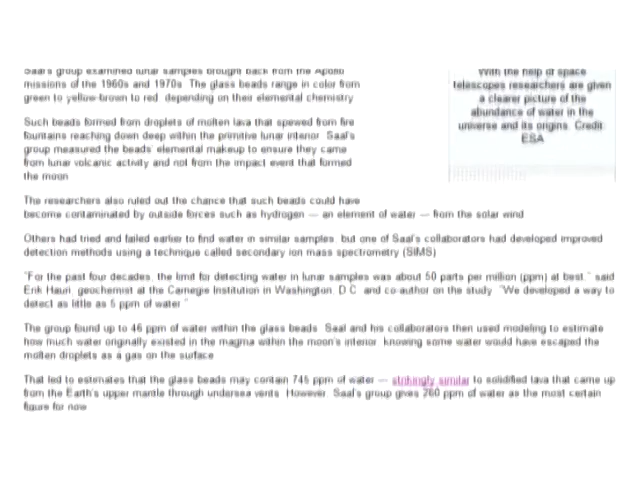 Saal's group examined lunar samples brought back from the Apollo
missions of the 1960s and 1970s. The glass beads range in color from
green to yellow-brown to red, depending on their elemental chemistry.
With the help of space
telescopes researchers are given
a clearer picture of the
abundance of water in the
universe and its origins. Credit:
ESA
Such beads formed from droplets of molten lava that spewed from fire
fountains reaching down deep within the primitive lunar interior. Saal's
group measured the beads' elemental makeup to ensure they came
from lunar volcanic activity and not from the impact event that formed
the moon.
The researchers also ruled out the chance that such beads could have
become contaminated by outside forces such as hydrogen — an element of water — from the solar wind.
Others had tried and failed earlier to find water in similar samples, but one of Saal's collaborators had developed improved
detection methods using a technique called secondary ion mass spectrometry (SIMS).
"For the past four decades, the limit for detecting water in lunar samples was about 50 parts per million (ppm) at best," said
Erik Hauri, geochemist at the Carnegie Institution in Washington, D.C. and co-author on the study. "We developed a way to
detect as little as 5 ppm of water."
The group found up to 46 ppm of water within the glass beads. Saal and his collaborators then used modeling to estimate
how much water originally existed in the magma within the moon's interior, knowing some water would have escaped the
molten droplets as a gas on the surface.
That led to estimates that the glass beads may contain 745 ppm of water — strikingly similar to solidified lava that came up
from the Earth's upper mantle through undersea vents. However, Saal's group gives 260 ppm of water as the most certain
figure for now.